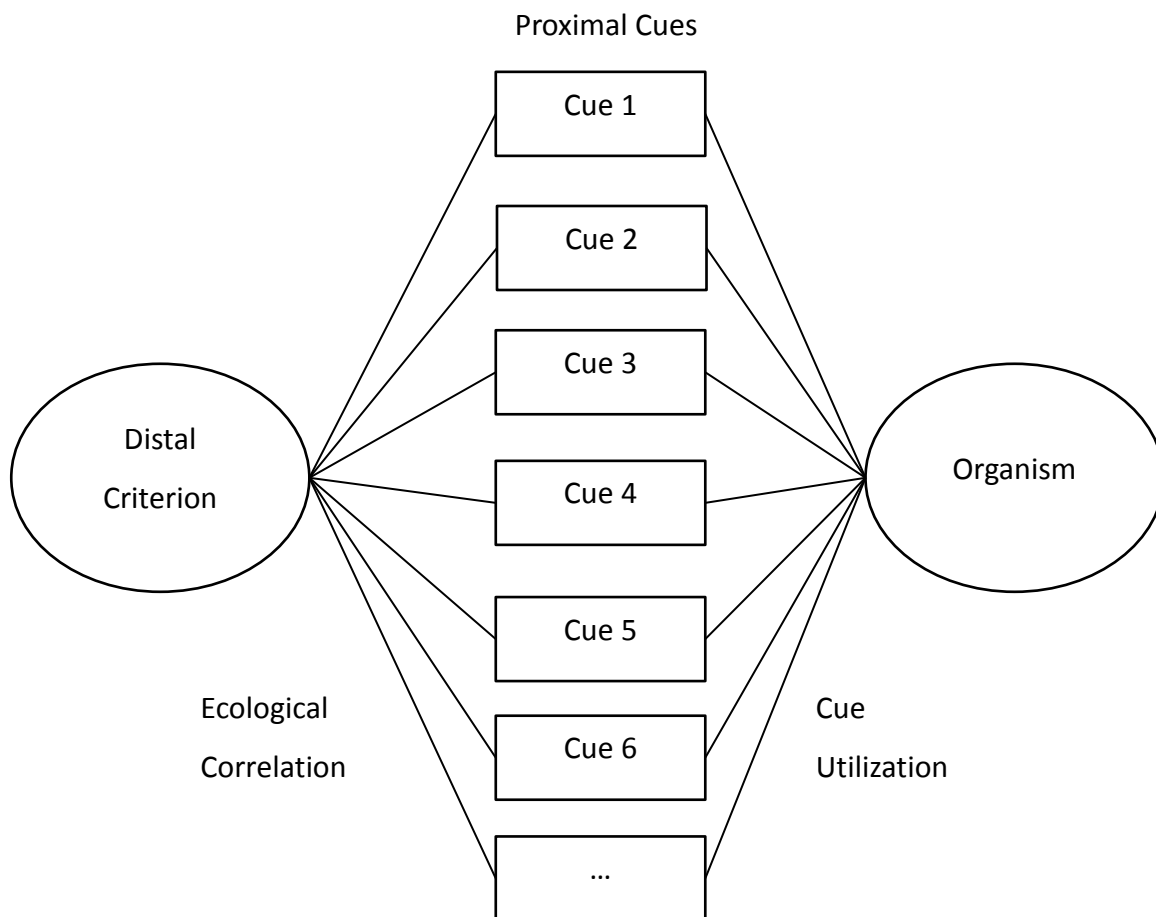 Proximal Cues
Cue 1
Cue 2
Cue 3
Distal
Criterion
Organism
Cue 4
Cue 5
Ecological
Correlation
Cue 6
Cue
Utilization
...